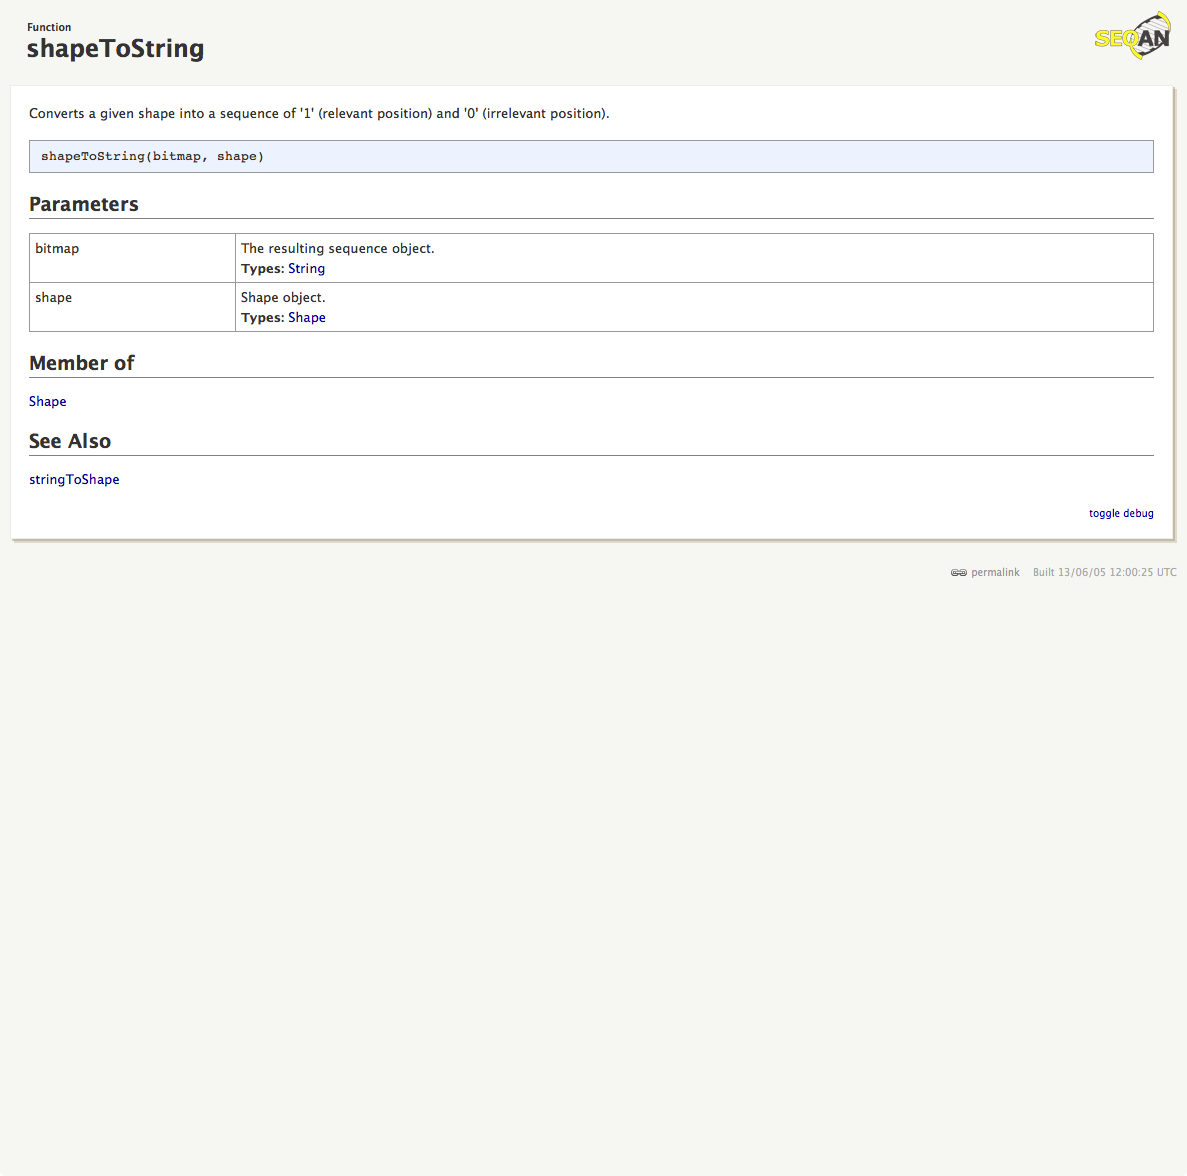 Function
shapeToString
SEQAN
Converts a given shape into a sequence of '1' (relevant position) and '0' (irrelevant position).
shapeToString(bitmap, shape)
Parameters
bitmap
The resulting sequence object.
Types: String
shape
Shape object.
Types: Shape
Member of
Shape
See Also
stringToShape
toggle debug
permalink Built 13/06/05 12:00:25 UTC